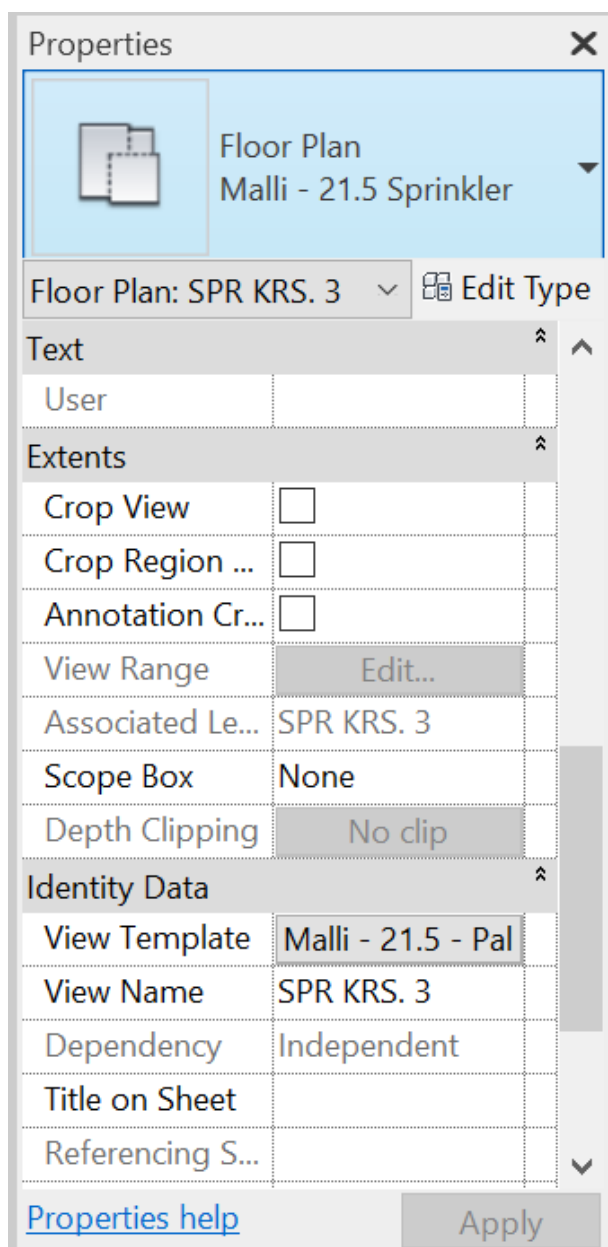 Properties
Floor Plan
Malli - 21.5 Sprinkler
Floor Plan: SPR KRS. 3 Edit Type
Text
User
Extents
Crop View
Crop Region ...
Annotation Cr...
View Range Edit...
Associated Le... SPR KRS. 3
Scope Box None
Depth Clipping No clip
Identity Data
View Template Malli - 21.5 - Pal
View Name SPR KRS. 3
Dependency Independent
Title on Sheet
Referencing S...
Properties help Apply